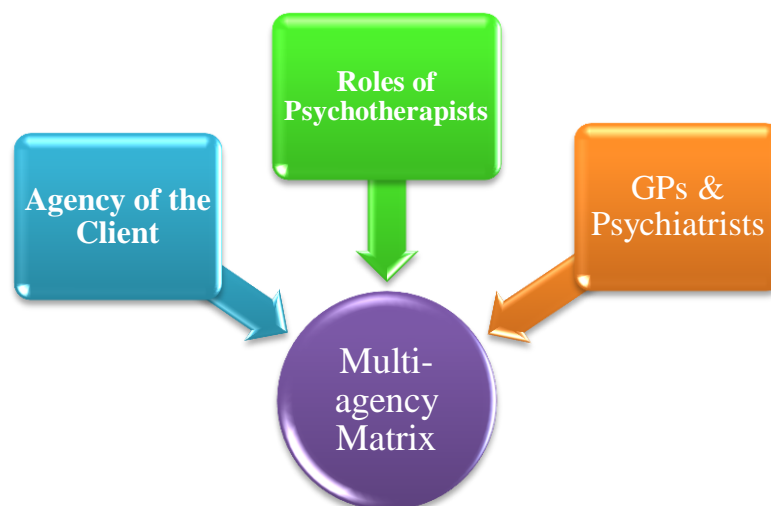 Roles of
Psychotherapists
Agency of the
Client
GPs &
Psychiatrists
Multi-
agency
Matrix